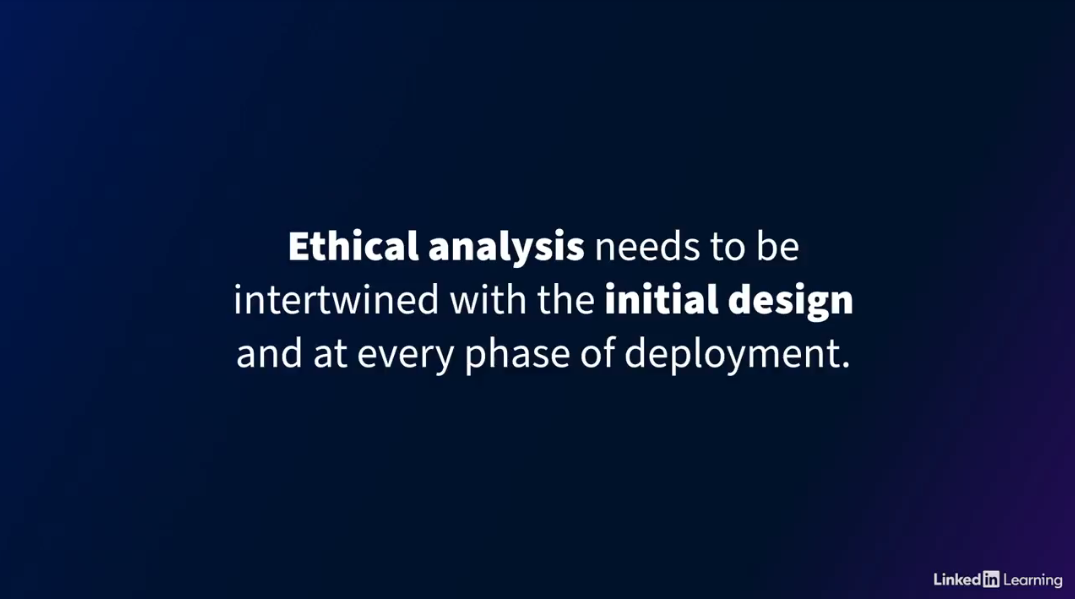 Ethical analysis needs to be
intertwined with the initial design
and at every phase of deployment.
Linked in Learning